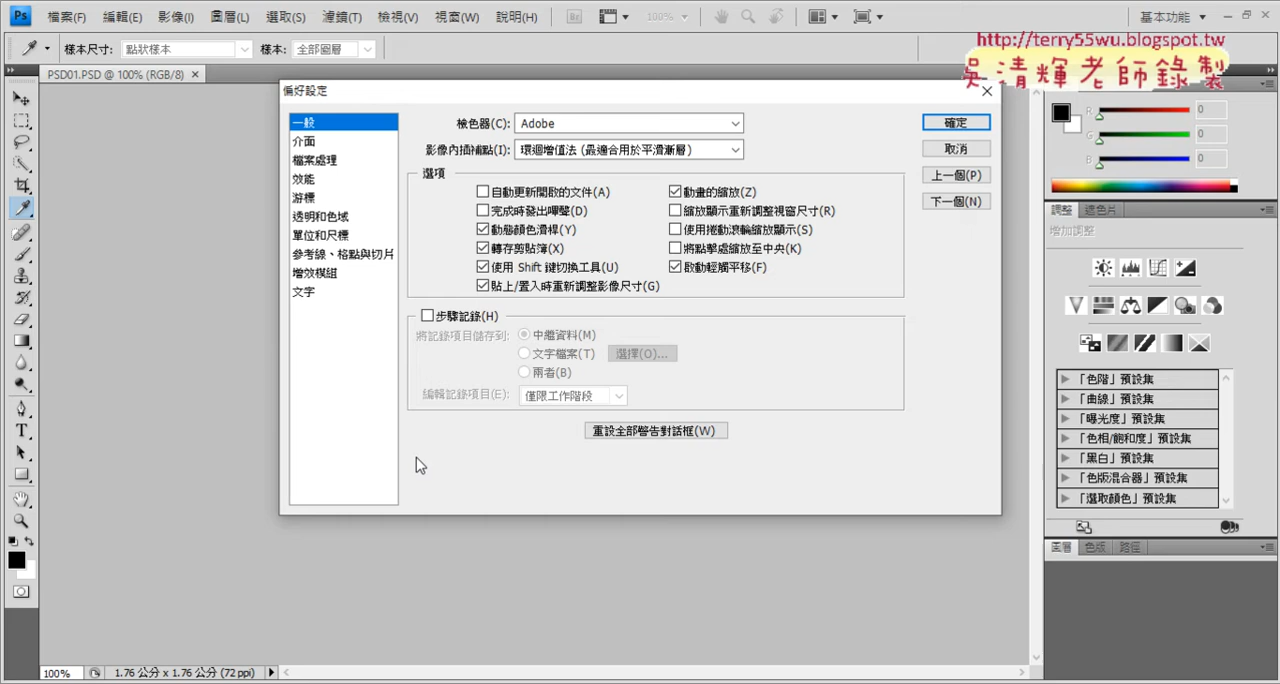 Ps 檔案(F) 編輯(E) 影像(I) 圖層(L) 選取(S) 濾鏡(T) 檢視(V) 視窗(W) 說明(H) Br 100% 基本功能
樣本尺寸: 點狀樣本 樣本: 全部圖層
http://terry55wu.blogspot.tw
吳清輝老師錄製
PSD01.PSD @ 100% (RGB/8) ×
偏好設定
一般
介面
檔案處理
效能
游標
透明和色域
單位和尺標
參考線、格點與切片
增效模組
文字
檢色器(C): Adobe
影像內插補點(I): 環迴增值法 (最適合用於平滑漸層)
選項
自動更新開啟的文件(A)
完成時發出嗶聲(D)
動態顏色滑桿(Y)
轉存剪貼簿(X)
使用 Shift 鍵切換工具(U)
貼上/置入時重新調整影像尺寸(G)
動畫的縮放(Z)
縮放顯示重新調整視窗尺寸(R)
使用捲動滾輪縮放顯示(S)
將點擊處縮放至中央(K)
啟動輕觸平移(F)
步驟記錄(H)
將記錄項目儲存到: 中繼資料(M)
文字檔案(T) 選擇(O)...
兩者(B)
編輯記錄項目(E): 僅限工作階段
重設全部警告對話框(W)
確定
取消
上一個(P)
下一個(N)
R 0
G 0
B 0
調整 遮色片
增加調整
「色階」預設集
「曲線」預設集
「曝光度」預設集
「色相/飽和度」預設集
「黑白」預設集
「色版混合器」預設集
「選取顏色」預設集
圖層 色版 路徑
100% 1.76 公分 x 1.76 公分 (72 ppi)